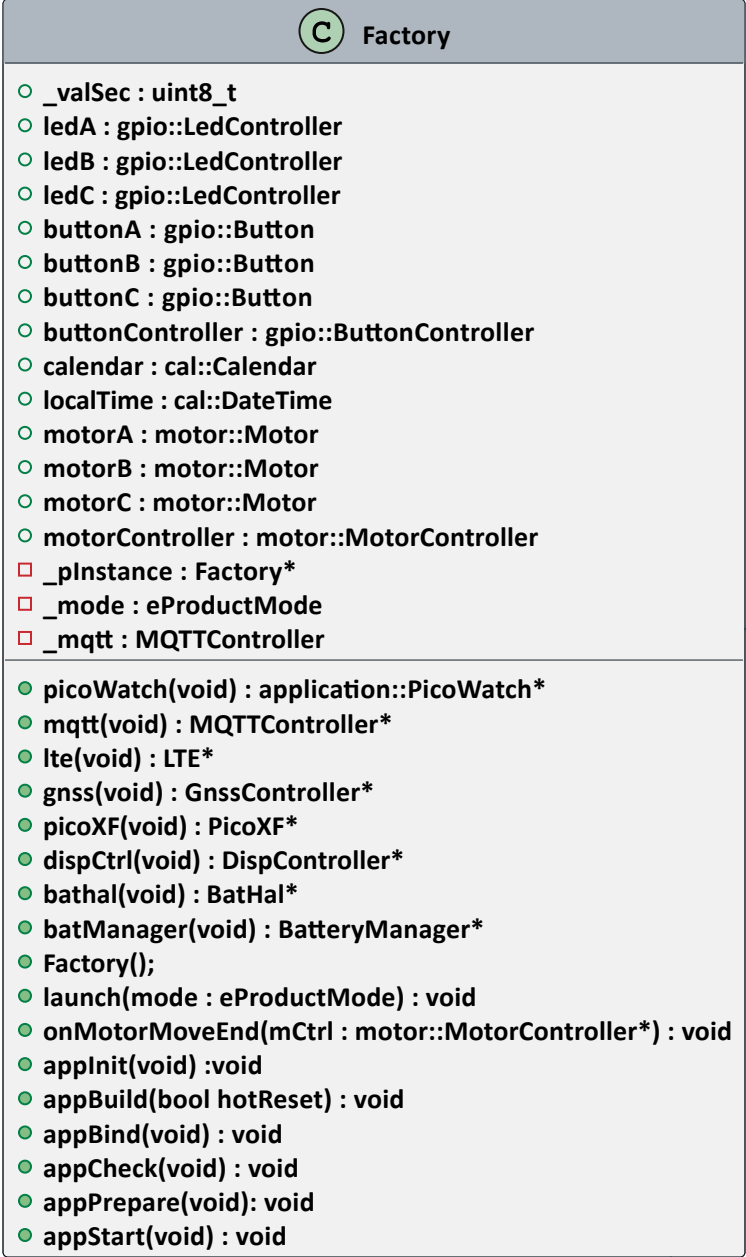 C Factory
_valSec : uint8_t
ledA : gpio::LedController
ledB : gpio::LedController
ledC : gpio::LedController
buttonA : gpio::Button
buttonB : gpio::Button
buttonC : gpio::Button
buttonController : gpio::ButtonController
calendar : cal::Calendar
localTime : cal::DateTime
motorA : motor::Motor
motorB : motor::Motor
motorC : motor::Motor
motorController : motor::MotorController
_pInstance : Factory*
_mode : eProductMode
_mqtt : MQTTController
picoWatch(void) : application::PicoWatch*
mqtt(void) : MQTTController*
lte(void) : LTE*
gnss(void) : GnssController*
picoXF(void) : PicoXF*
dispCtrl(void) : DispController*
bathal(void) : BatHal*
batManager(void) : BatteryManager*
Factory();
launch(mode : eProductMode) : void
onMotorMoveEnd(mCtrl : motor::MotorController*) : void
appInit(void) :void
appBuild(bool hotReset) : void
appBind(void) : void
appCheck(void) : void
appPrepare(void): void
appStart(void) : void